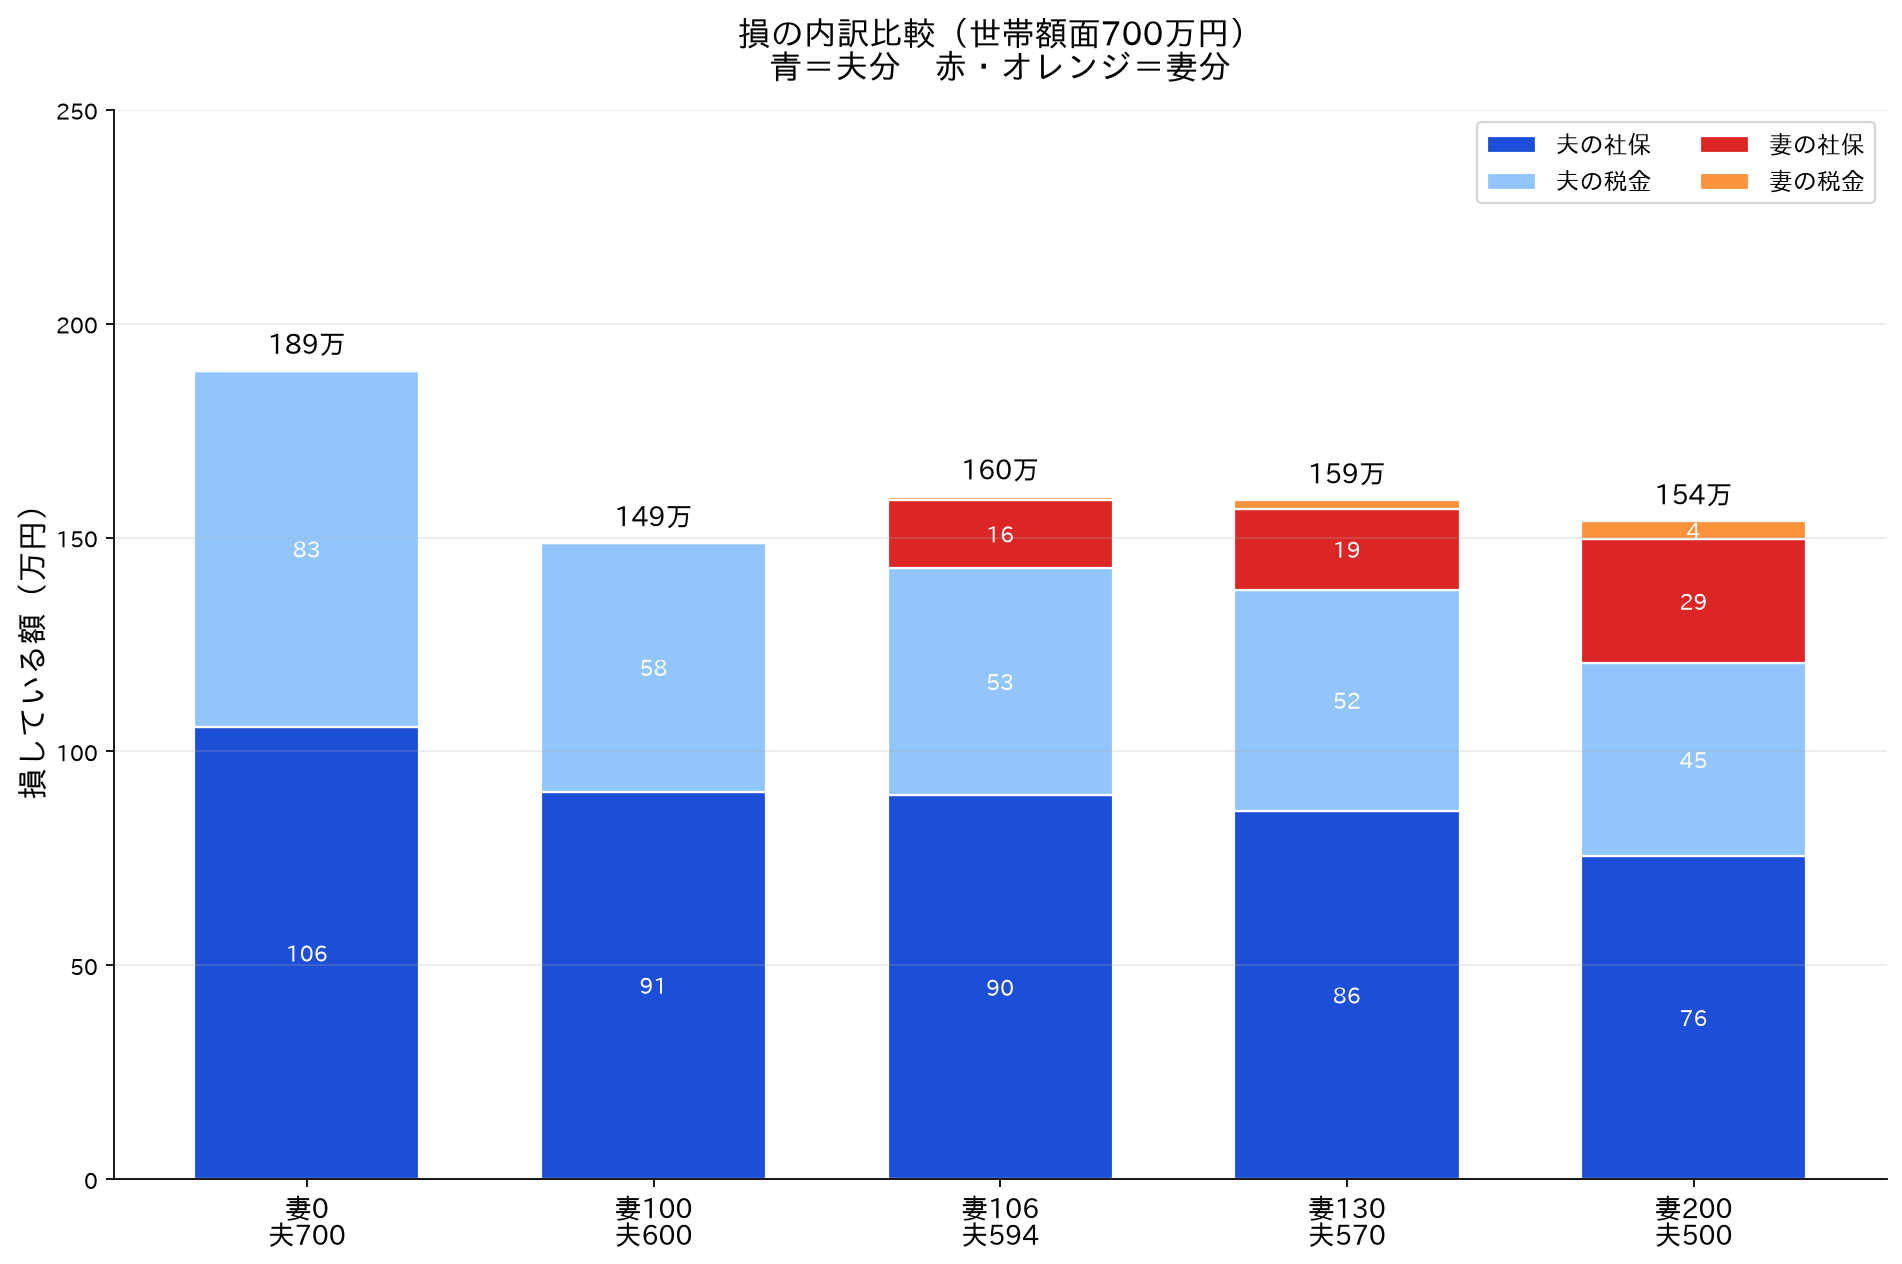 損の内訳比較（世帯額面700万円）
青＝夫分　赤・オレンジ＝妻分
夫の社保
夫の税金
妻の社保
妻の税金
損している額（万円）
250
200
150
100
50
0
189万
83
106
149万
58
91
160万
16
53
90
159万
19
52
86
154万
4
29
45
76
妻0
夫700
妻100
夫600
妻106
夫594
妻130
夫570
妻200
夫500